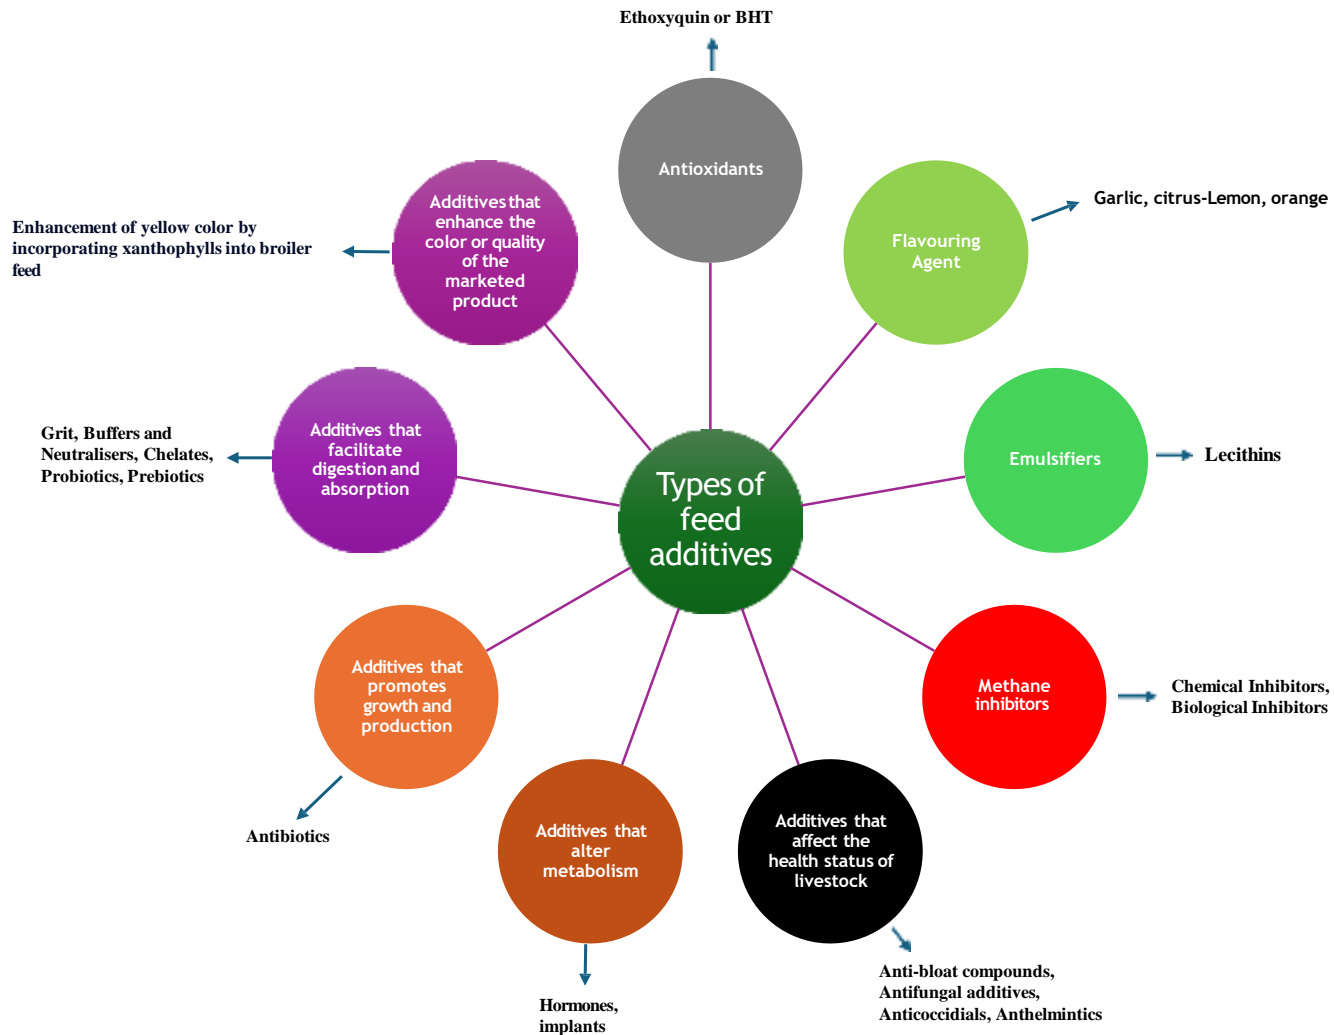 Ethoxyquin or BHT
Antioxidants
Flavouring
Agent
Garlic, citrus-Lemon, orange
Emulsifiers
Lecithins
Methane
inhibitors
Chemical Inhibitors,
Biological Inhibitors
Additives that
affect the
health status of
livestock
Anti-bloat compounds,
Antifungal additives,
Anticoccidials, Anthelmintics
Additives that
alter
metabolism
Hormones,
implants
Additives that
promotes
growth and
production
Antibiotics
Additives that
facilitate
digestion and
absorption
Grit, Buffers and
Neutralisers, Chelates,
Probiotics, Prebiotics
Additives that
enhance the
color or quality
of the
marketed
product
Enhancement of yellow color by
incorporating xanthophylls into broiler
feed
Types of
feed
additives